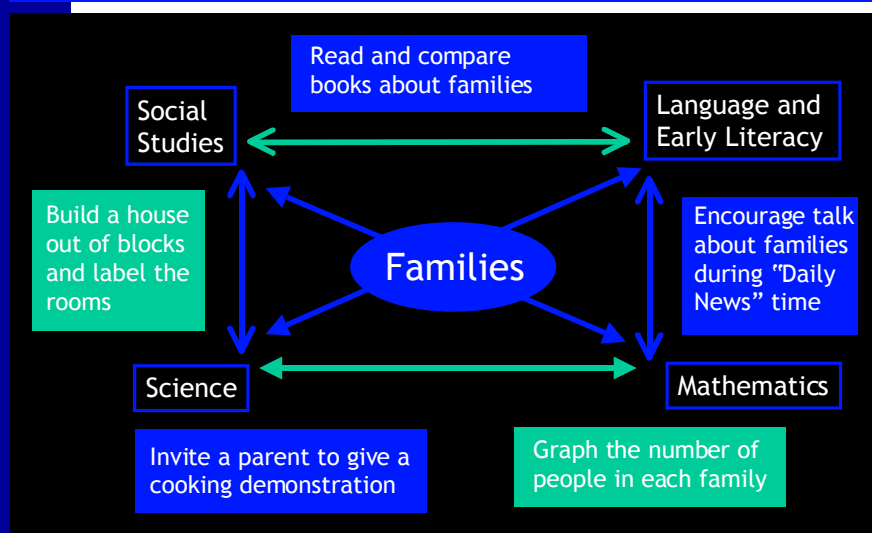 Read and compare
books about families
Social
Studies
Language and
Early Literacy
Build a house
out of blocks
and label the
rooms
Families
Encourage talk
about families
during “Daily
News” time
Science
Mathematics
Invite a parent to give a
cooking demonstration
Graph the number of
people in each family